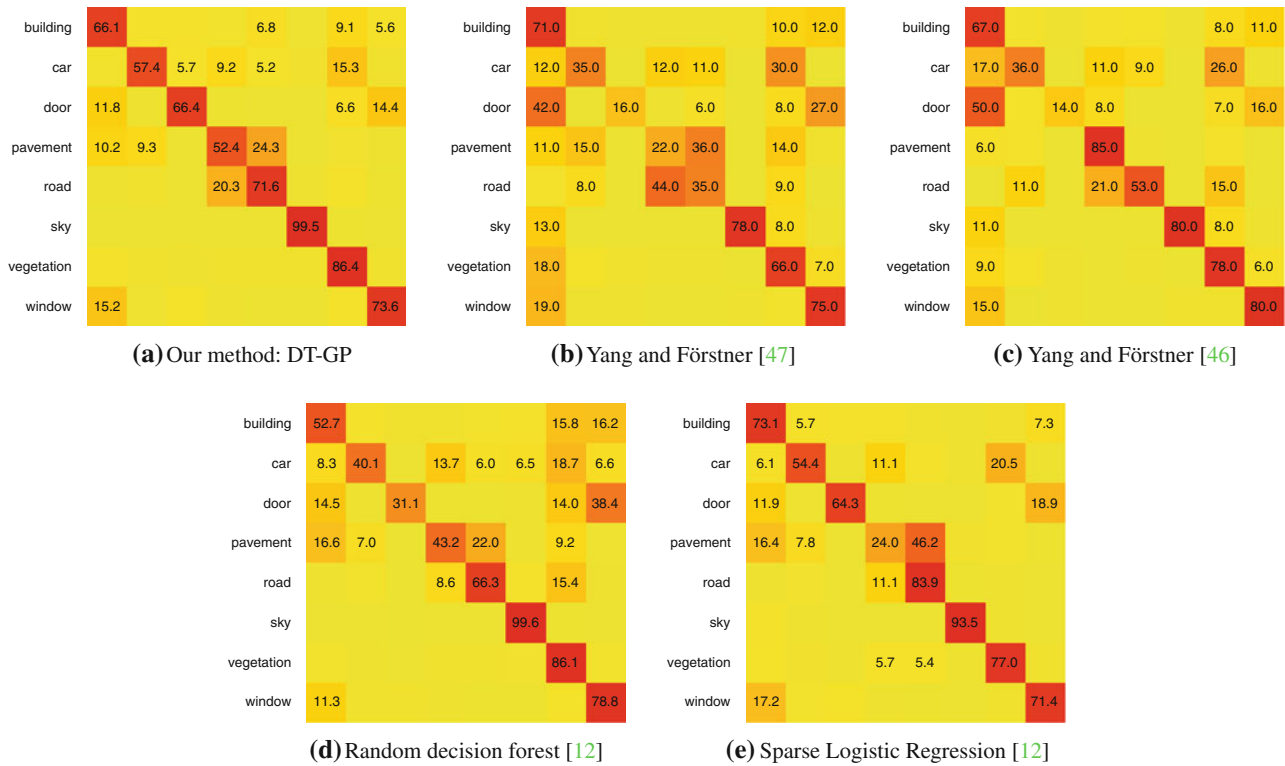 building 66.1 6.8 9.1 5.6
car 57.4 5.7 9.2 5.2 15.3
door 11.8 66.4 6.6 14.4
pavement 10.2 9.3 52.4 24.3
road 20.3 71.6
sky 99.5
vegetation 86.4
window 15.2 73.6
(a) Our method: DT-GP
building 71.0 10.0 12.0
car 12.0 35.0 12.0 11.0 30.0
door 42.0 16.0 6.0 8.0 27.0
pavement 11.0 15.0 22.0 36.0 14.0
road 8.0 44.0 35.0 9.0
sky 13.0 78.0 8.0
vegetation 18.0 66.0 7.0
window 19.0 75.0
(b) Yang and Förstner [47]
building 67.0 8.0 11.0
car 17.0 36.0 11.0 9.0 26.0
door 50.0 14.0 8.0 7.0 16.0
pavement 6.0 85.0
road 11.0 21.0 53.0 15.0
sky 11.0 80.0 8.0
vegetation 9.0 78.0 6.0
window 15.0 80.0
(c) Yang and Förstner [46]
building 52.7 15.8 16.2
car 8.3 40.1 13.7 6.0 6.5 18.7 6.6
door 14.5 31.1 14.0 38.4
pavement 16.6 7.0 43.2 22.0 9.2
road 8.6 66.3 15.4
sky 99.6
vegetation 86.1
window 11.3 78.8
(d) Random decision forest [12]
building 73.1 5.7 7.3
car 6.1 54.4 11.1 20.5
door 11.9 64.3 18.9
pavement 16.4 7.8 24.0 46.2
road 11.1 83.9
sky 93.5
vegetation 5.7 5.4 77.0
window 17.2 71.4
(e) Sparse Logistic Regression [12]